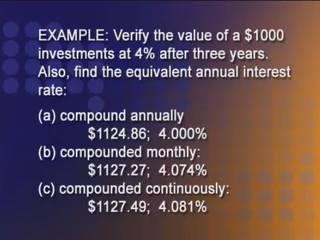 EXAMPLE: Verify the value of a $1000
investments at 4% after three years.
Also, find the equivalent annual interest
rate:
(a) compound annually
$1124.86; 4.000%
(b) compounded monthly:
$1127.27; 4.074%
(c) compounded continuously:
$1127.49; 4.081%